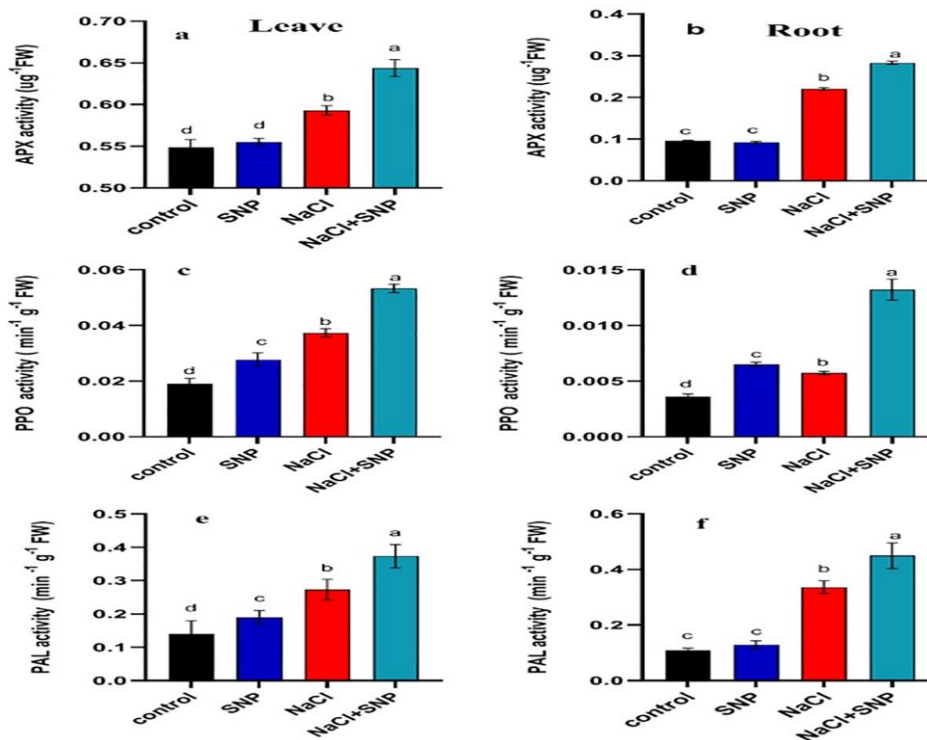 a
Leave
APX activity (ug⁻¹FW)
0.70
0.65
0.60
0.55
0.50
d
d
b
a
control
SNP
NaCl
NaCl+SNP
b
Root
APX activity (ug⁻¹FW)
0.4
0.3
0.2
0.1
0.0
c
c
b
a
control
SNP
NaCl
NaCl+SNP
c
PPO activity ( min⁻¹ g⁻¹ FW)
0.06
0.04
0.02
0.00
d
c
b
a
control
SNP
NaCl
NaCl+SNP
d
PPO activity ( min⁻¹ g⁻¹ FW)
0.015
0.010
0.005
0.000
d
c
b
a
control
SNP
NaCl
NaCl+SNP
e
PAL activity (min⁻¹ g⁻¹ FW)
0.5
0.4
0.3
0.2
0.1
0.0
d
c
b
a
control
SNP
NaCl
NaCl+SNP
f
PAL activity (min⁻¹ g⁻¹ FW)
0.6
0.4
0.2
0.0
c
c
b
a
control
SNP
NaCl
NaCl+SNP